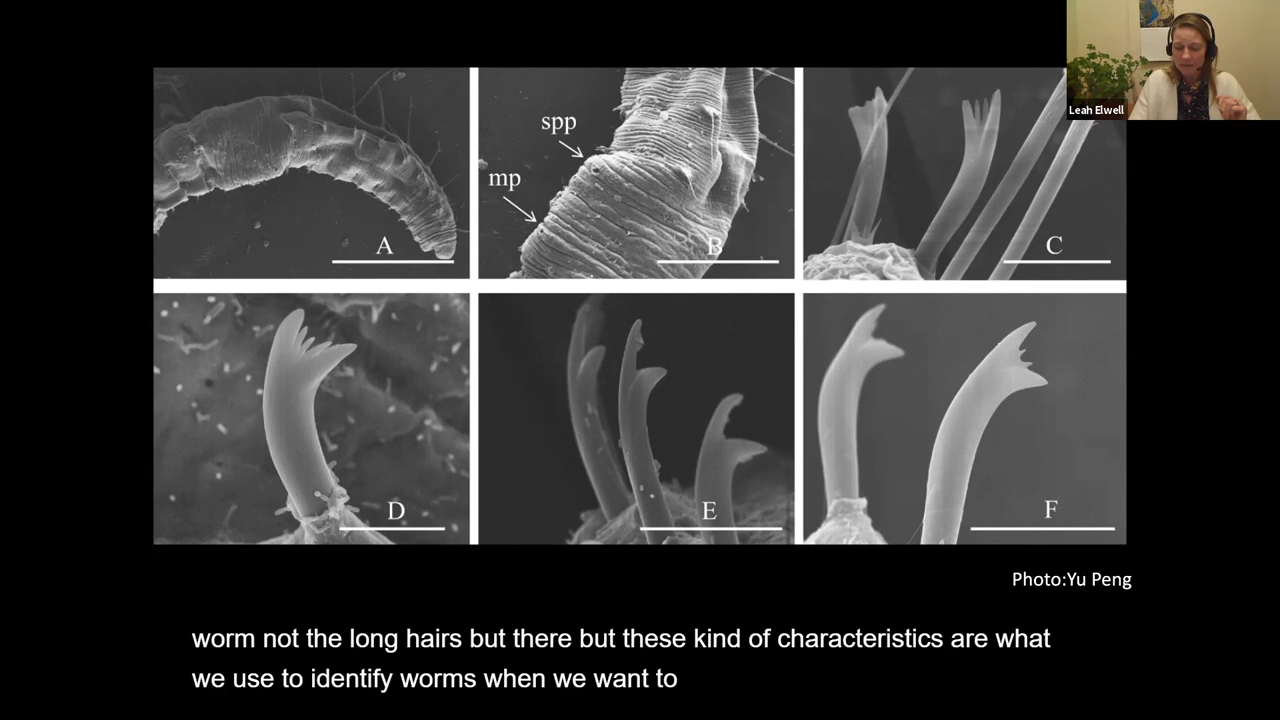 Leah Elwell
spp
mp
A
B
C
D
E
F
Photo:Yu Peng
worm not the long hairs but there but these kind of characteristics are what
we use to identify worms when we want to